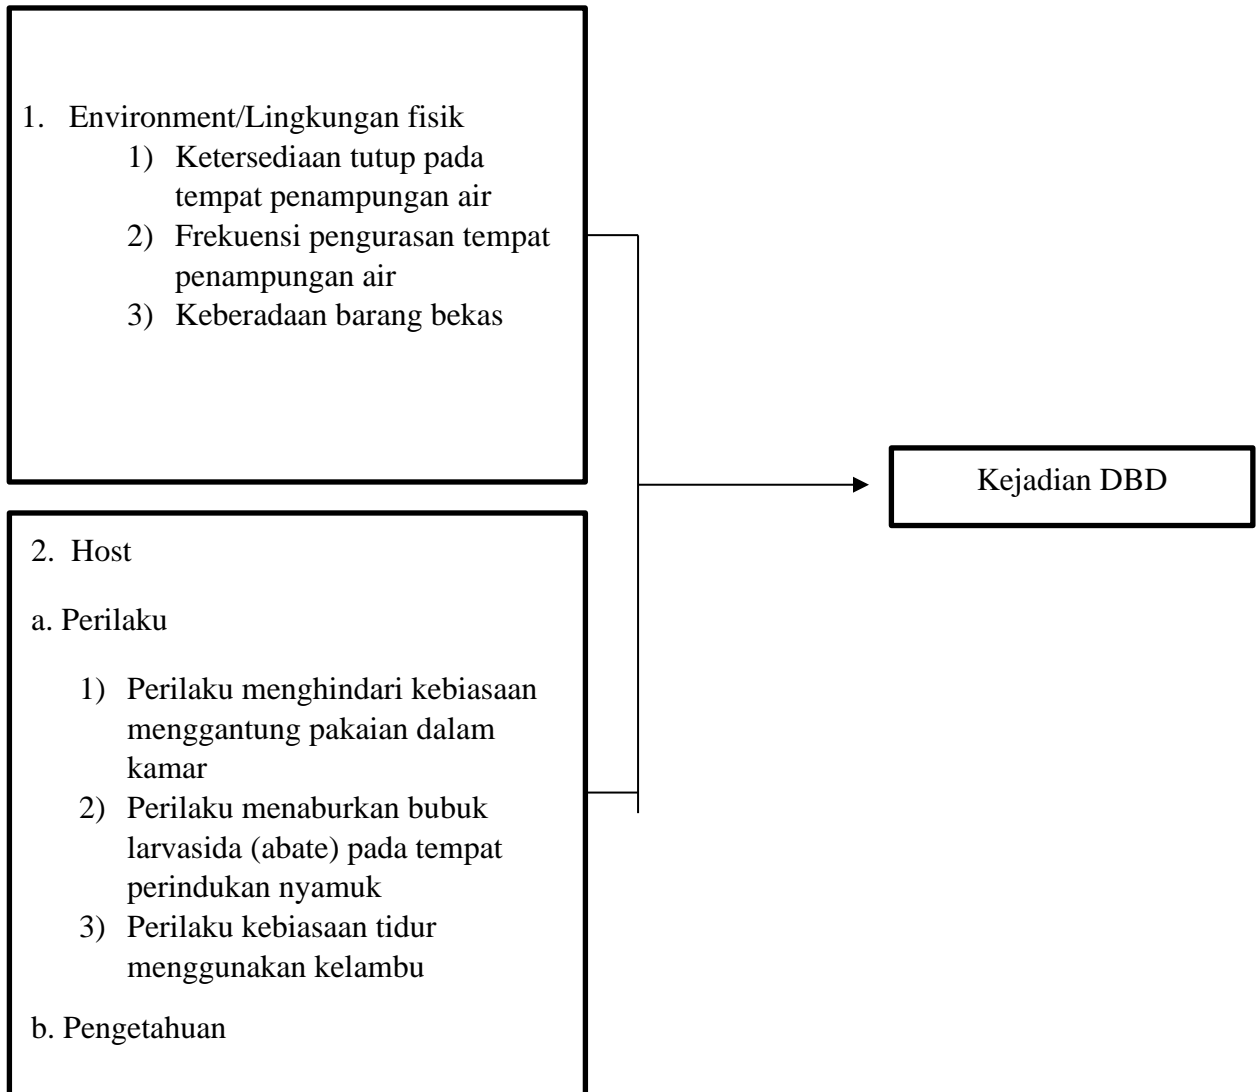 1. Environment/Lingkungan fisik
1) Ketersediaan tutup pada
tempat penampungan air
2) Frekuensi pengurasan tempat
penampungan air
3) Keberadaan barang bekas
Kejadian DBD
2. Host
a. Perilaku
1) Perilaku menghindari kebiasaan
menggantung pakaian dalam
kamar
2) Perilaku menaburkan bubuk
larvasida (abate) pada tempat
perindukan nyamuk
3) Perilaku kebiasaan tidur
menggunakan kelambu
b. Pengetahuan